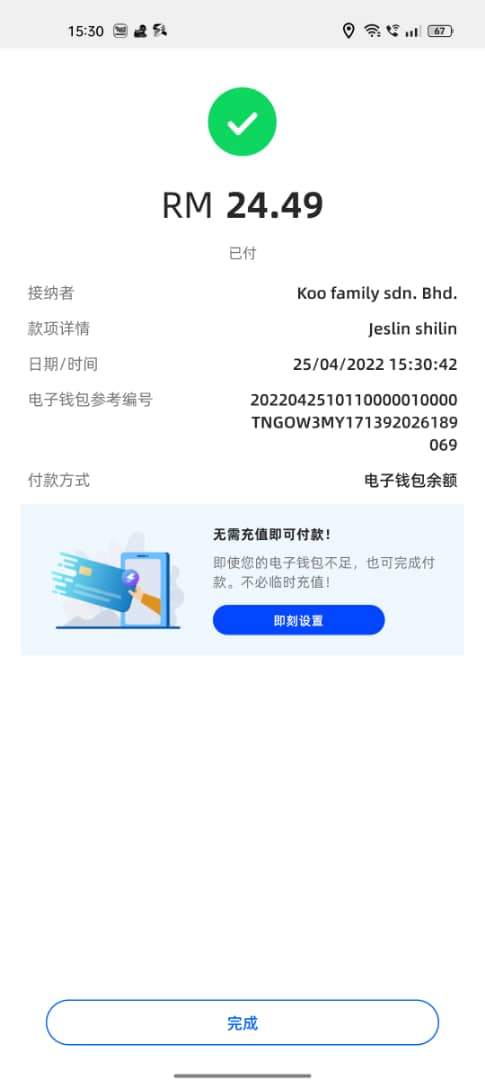 15:30
67
RM 24.49
已付
接纳者 Koo family sdn. Bhd.
款项详情 Jeslin shilin
日期/时间 25/04/2022 15:30:42
电子钱包参考编号 2022042510110000010000
TNGOW3MY171392026189
069
付款方式 电子钱包余额
无需充值即可付款！
即使您的电子钱包不足，也可完成付
款。不必临时充值！
即刻设置
完成